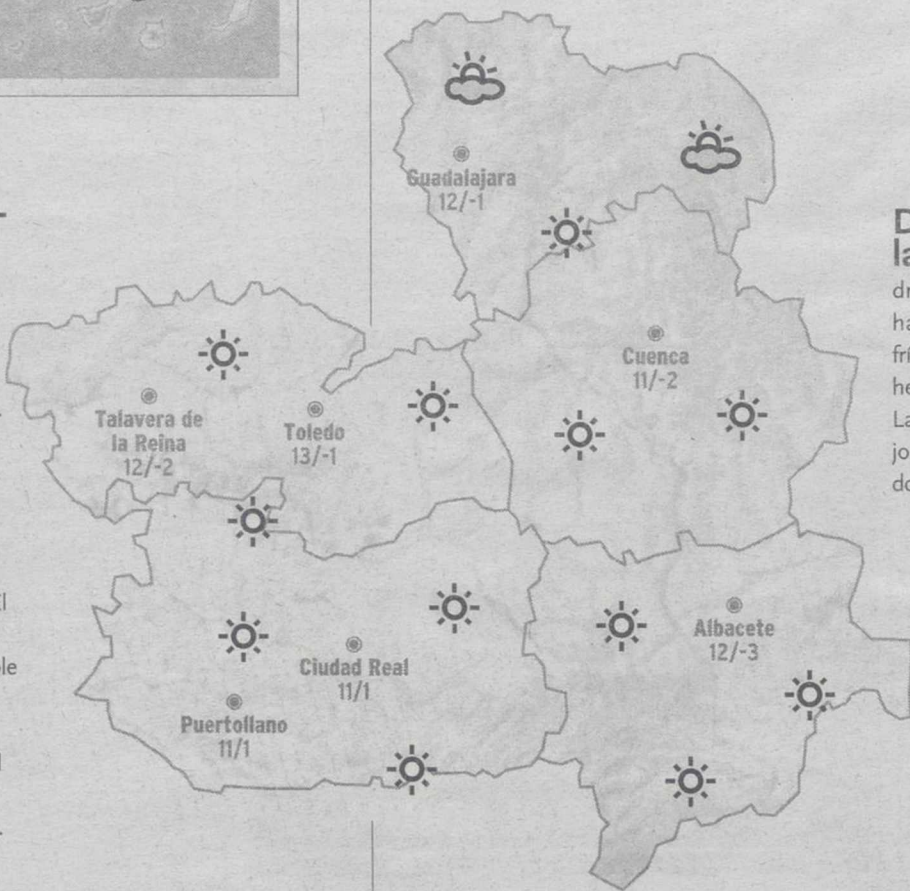 Guadalajara
12/-1
Cuenca
11/-2
Talavera de
la Reina
12/-2
Toledo
13/-1
Albacete
12/-3
Ciudad Real
11/1
Puertollano
11/1